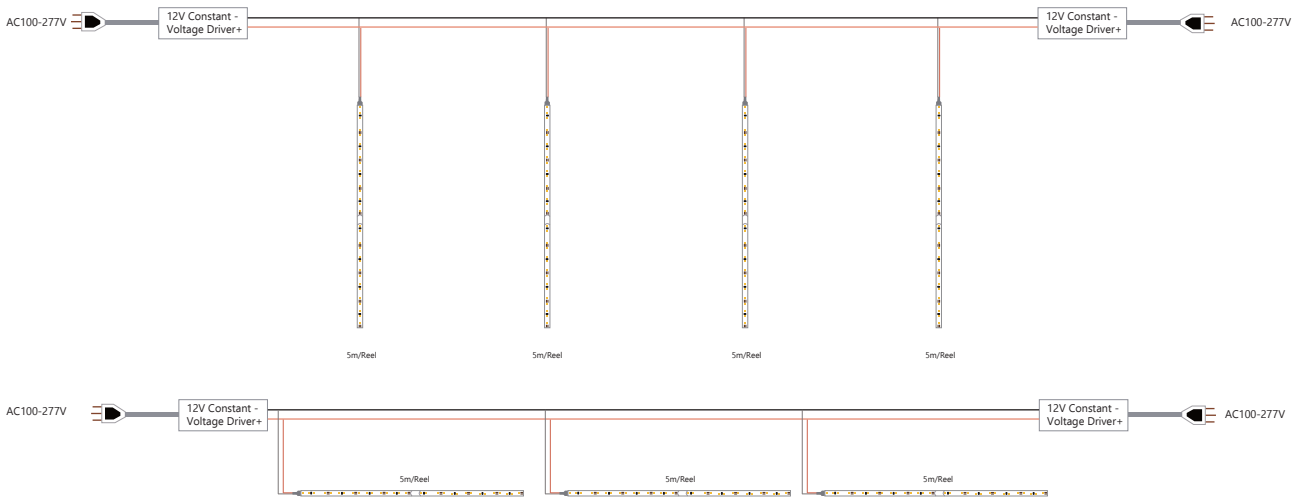 AC100-277V
12V Constant -
Voltage Driver+
12V Constant -
Voltage Driver+
AC100-277V
5m/Reel
5m/Reel
5m/Reel
5m/Reel
AC100-277V
12V Constant -
Voltage Driver+
12V Constant -
Voltage Driver+
AC100-277V
5m/Reel
5m/Reel
5m/Reel